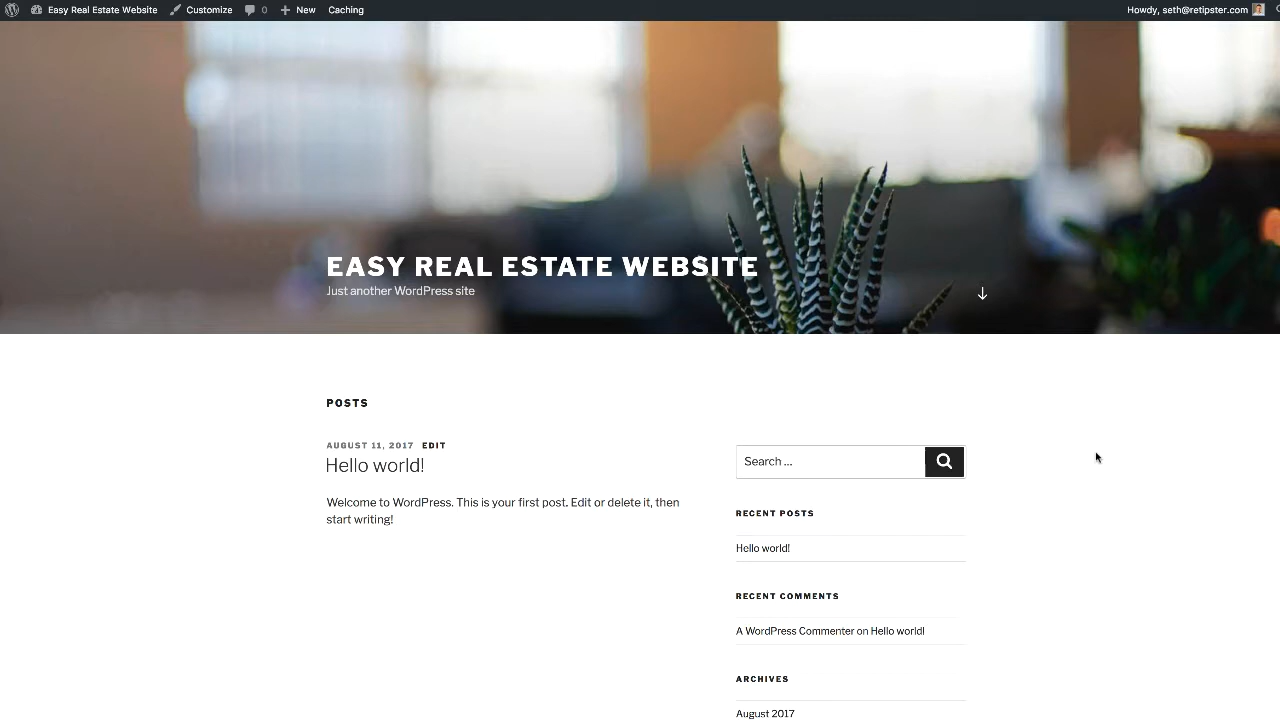 Easy Real Estate Website Customize 0 New Caching Howdy, seth@retipster.com
EASY REAL ESTATE WEBSITE
Just another WordPress site
POSTS
AUGUST 11, 2017 EDIT
Hello world!
Welcome to WordPress. This is your first post. Edit or delete it, then
start writing!
Search …
RECENT POSTS
Hello world!
RECENT COMMENTS
A WordPress Commenter on Hello world!
ARCHIVES
August 2017